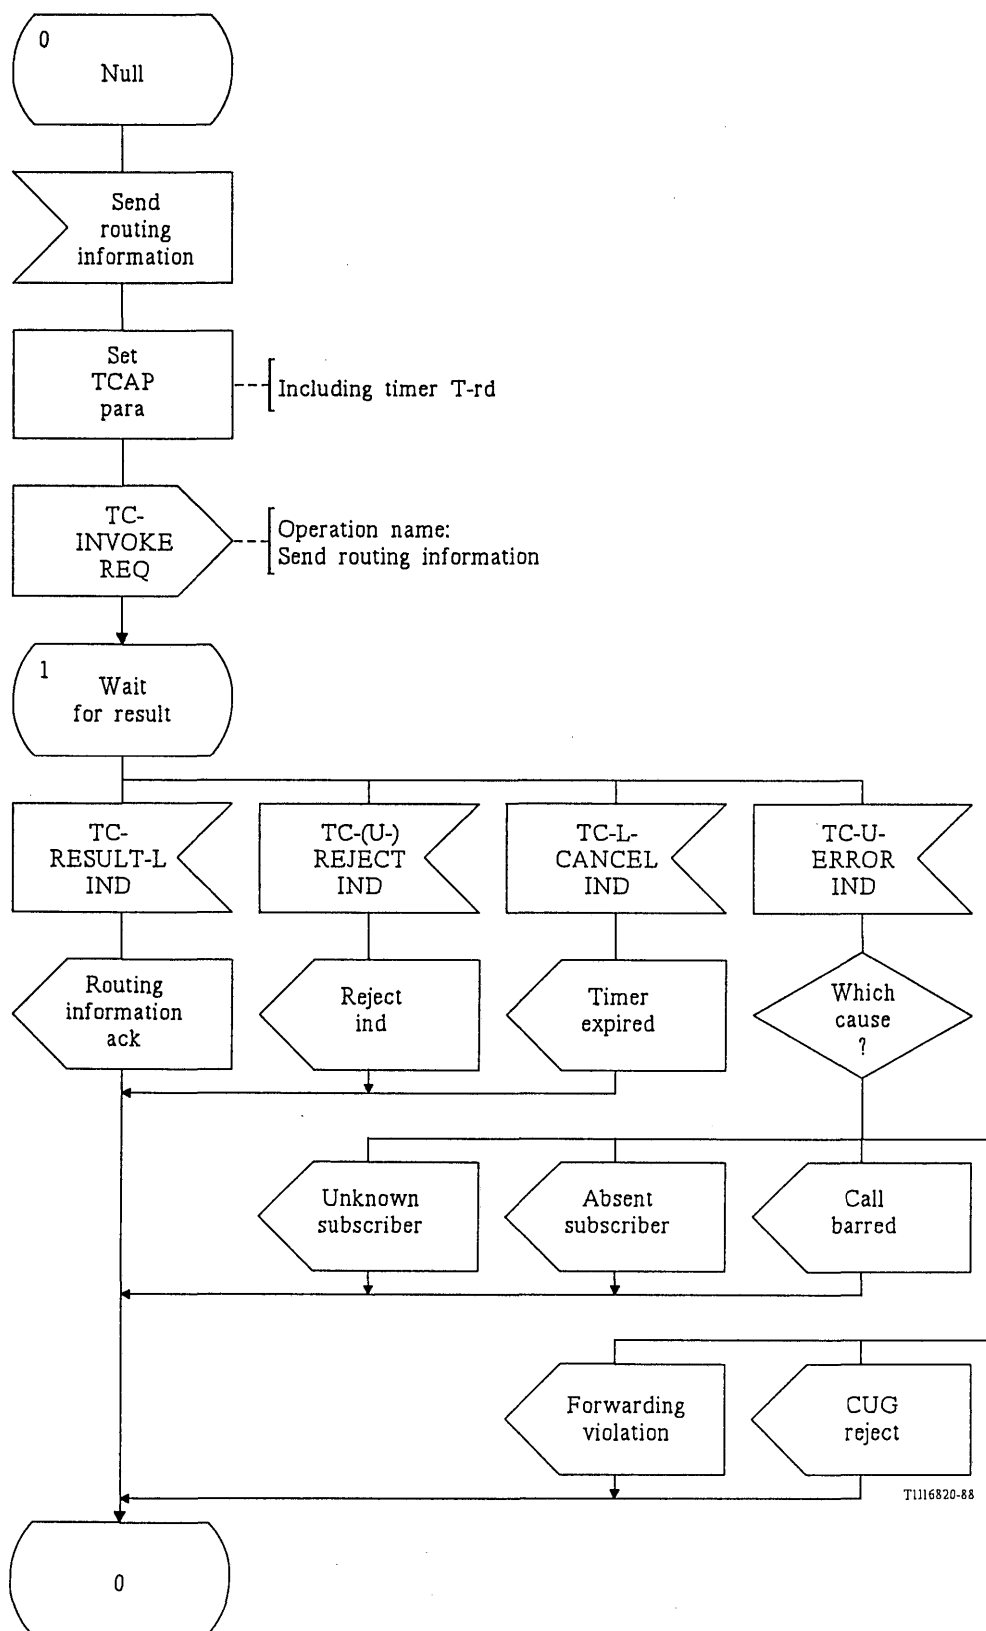 0
Null
Send
routing
information
Set
TCAP
para
Including timer T-rd
TC-
INVOKE
REQ
Operation name:
Send routing information
1
Wait
for result
TC-
RESULT-L
IND
TC-(U-)
REJECT
IND
TC-L-
CANCEL
IND
TC-U-
ERROR
IND
Routing
information
ack
Reject
ind
Timer
expired
Which
cause
?
Unknown
subscriber
Absent
subscriber
Call
barred
Forwarding
violation
CUG
reject
T1116820-88
0